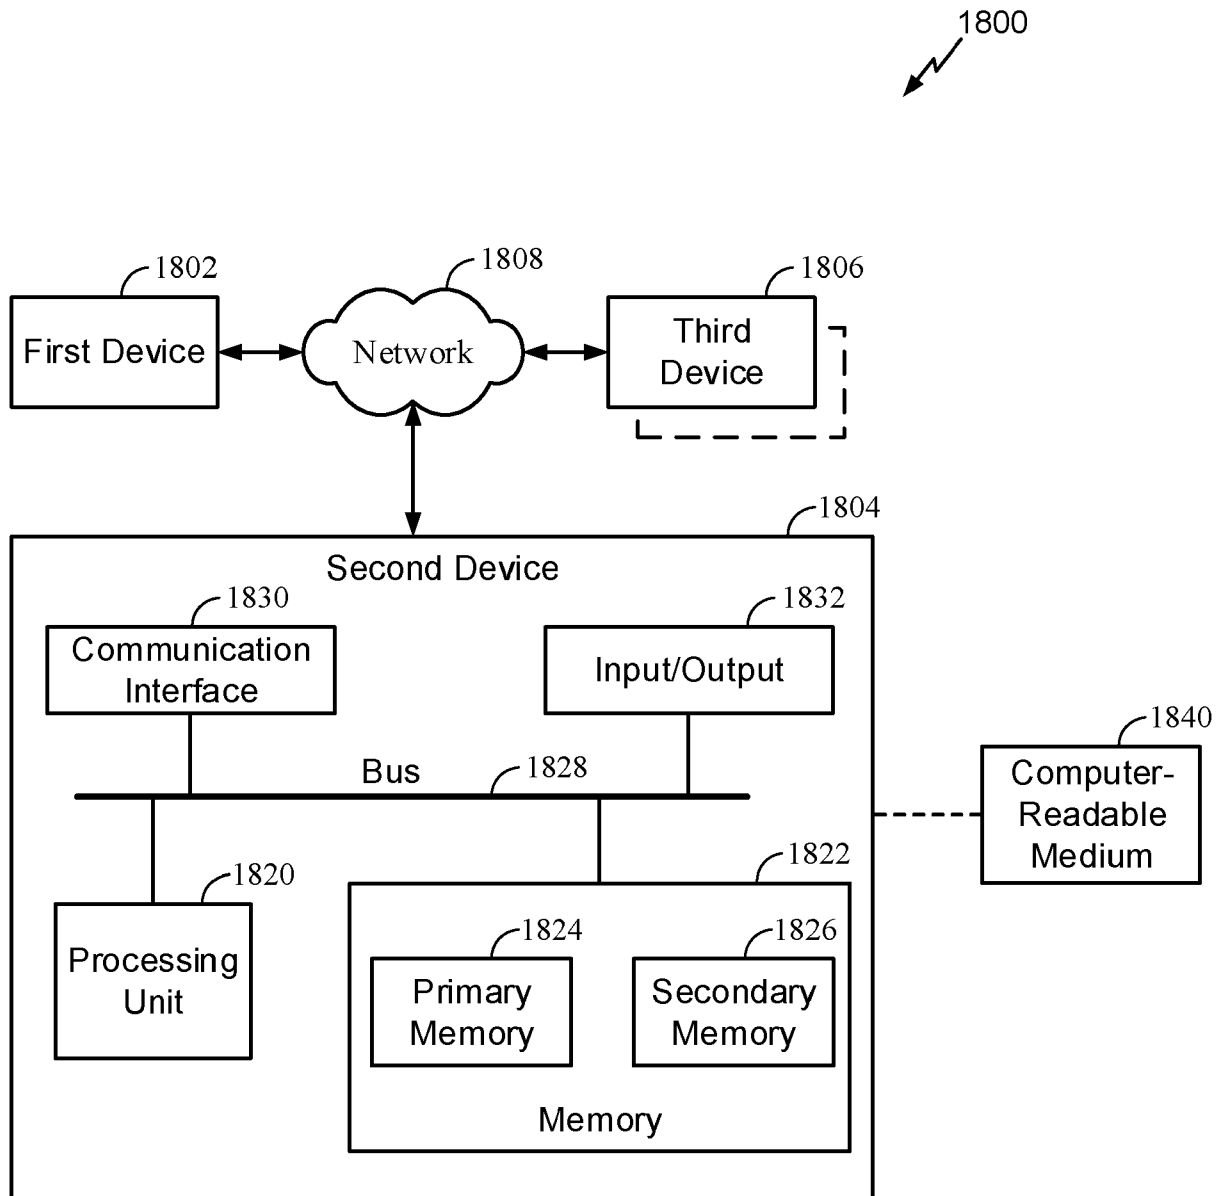 1800
1802
1808
1806
First Device
Network
Third
Device
1804
Second Device
1830
1832
Communication
Interface
Input/Output
1840
Computer-
Readable
Medium
Bus
1828
1822
1820
Processing
Unit
1824
1826
Primary
Memory
Secondary
Memory
Memory